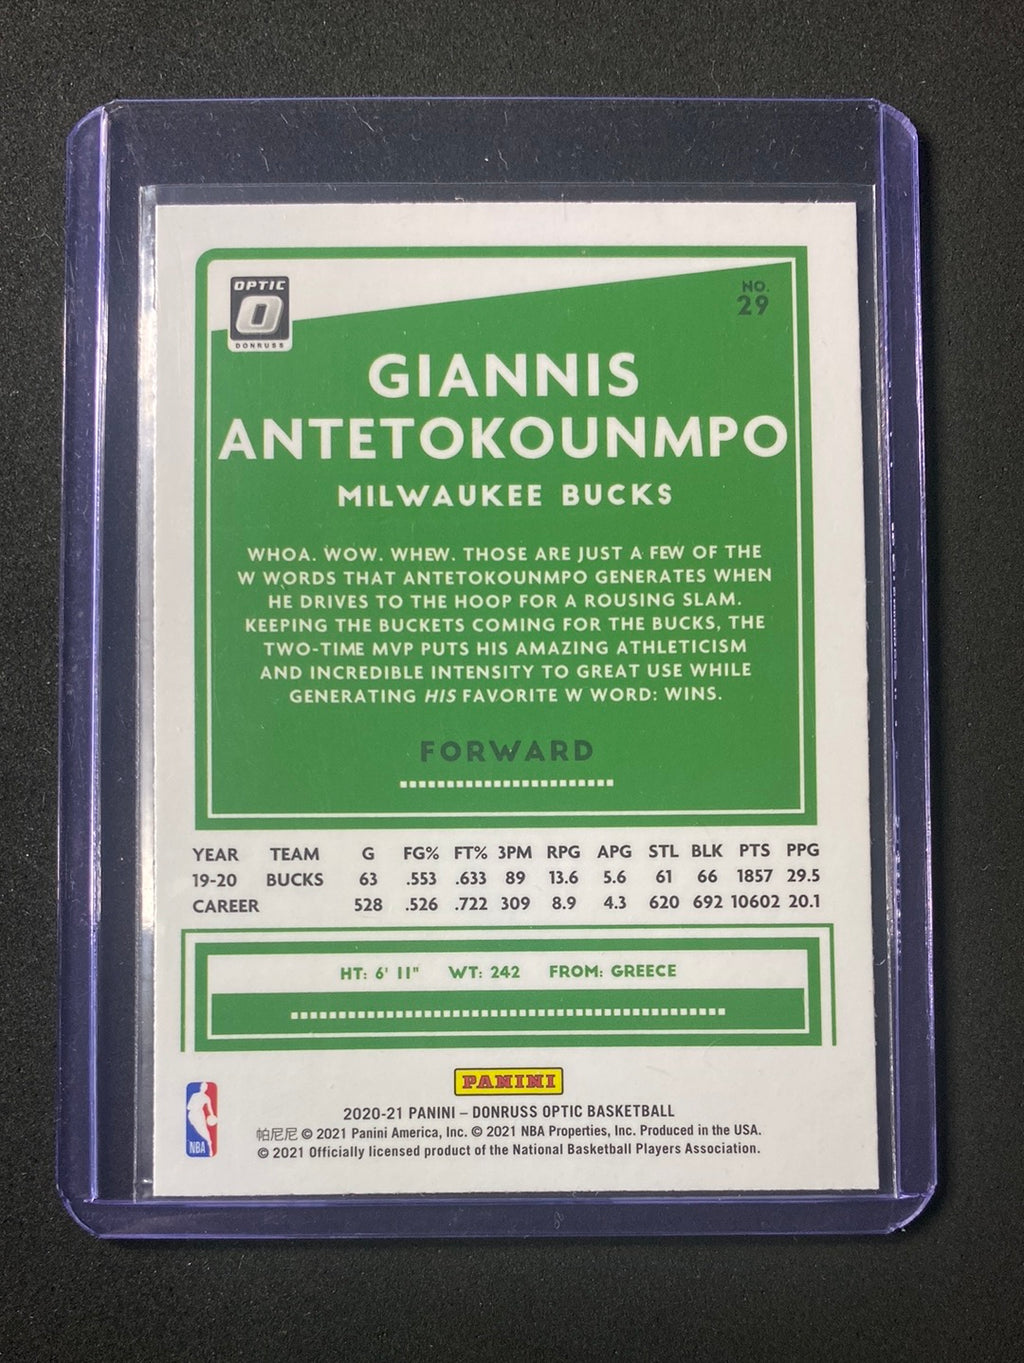 OPTIC
O
DONRUSS
NO.
29
GIANNIS
ANTETOKOUNMPO
MILWAUKEE BUCKS
WHOA. WOW. WHEW. THOSE ARE JUST A FEW OF THE
W WORDS THAT ANTETOKOUNMPO GENERATES WHEN
HE DRIVES TO THE HOOP FOR A ROUSING SLAM.
KEEPING THE BUCKETS COMING FOR THE BUCKS, THE
TWO-TIME MVP PUTS HIS AMAZING ATHLETICISM
AND INCREDIBLE INTENSITY TO GREAT USE WHILE
GENERATING HIS FAVORITE W WORD: WINS.
FORWARD
YEAR TEAM G FG% FT% 3PM RPG APG STL BLK PTS PPG
19-20 BUCKS 63 .553 .633 89 13.6 5.6 61 66 1857 29.5
CAREER 528 .526 .722 309 8.9 4.3 620 692 10602 20.1
HT: 6' 11" WT: 242 FROM: GREECE
PANINI
2020-21 PANINI – DONRUSS OPTIC BASKETBALL
帕尼尼 © 2021 Panini America, Inc. © 2021 NBA Properties, Inc. Produced in the USA.
© 2021 Officially licensed product of the National Basketball Players Association.
NBA